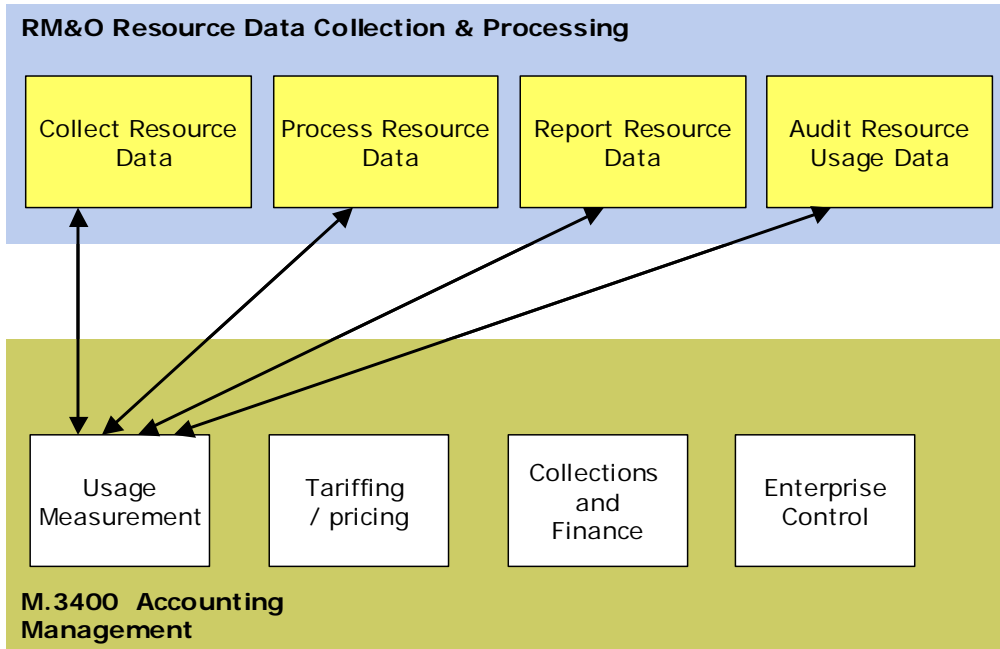 RM&O Resource Data Collection & Processing
Collect Resource
Data
Process Resource
Data
Report Resource
Data
Audit Resource
Usage Data
Usage
Measurement
Tariffing
/ pricing
Collections
and
Finance
Enterprise
Control
M.3400 Accounting
Management